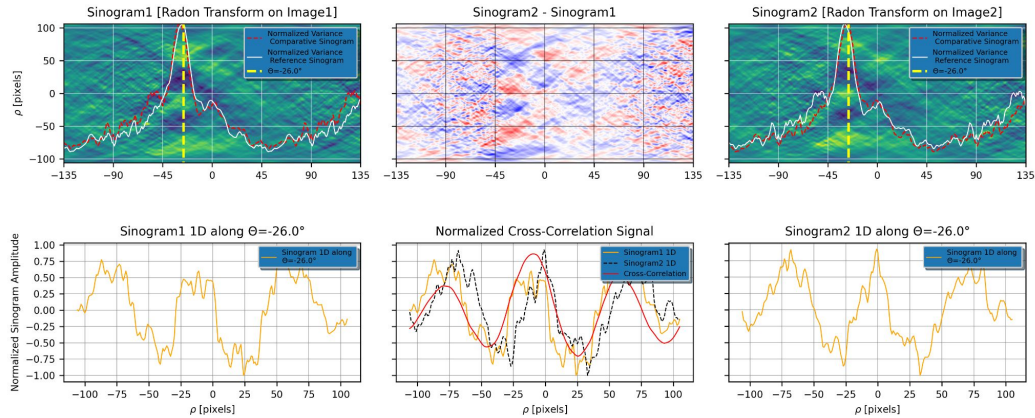 Sinogram1 [Radon Transform on Image1]
Sinogram2 - Sinogram1
Sinogram2 [Radon Transform on Image2]
ρ [pixels]
100
50
0
−50
−100
Normalized Variance
Comparative Sinogram
Normalized Variance
Reference Sinogram
Θ=-26.0°
−135 −90 −45 0 45 90 135
−135 −90 −45 0 45 90 135
Normalized Variance
Comparative Sinogram
Normalized Variance
Reference Sinogram
Θ=-26.0°
−135 −90 −45 0 45 90 135
Sinogram1 1D along Θ=-26.0°
Normalized Cross-Correlation Signal
Sinogram2 1D along Θ=-26.0°
Normalized Sinogram Amplitude
1.00
0.75
0.50
0.25
0.00
−0.25
−0.50
−0.75
−1.00
Sinogram 1D along
Θ=-26.0°
−100 −75 −50 −25 0 25 50 75 100
ρ [pixels]
Sinogram1 1D
Sinogram2 1D
Cross-Correlation
−100 −75 −50 −25 0 25 50 75 100
ρ [pixels]
Sinogram 1D along
Θ=-26.0°
−100 −75 −50 −25 0 25 50 75 100
ρ [pixels]